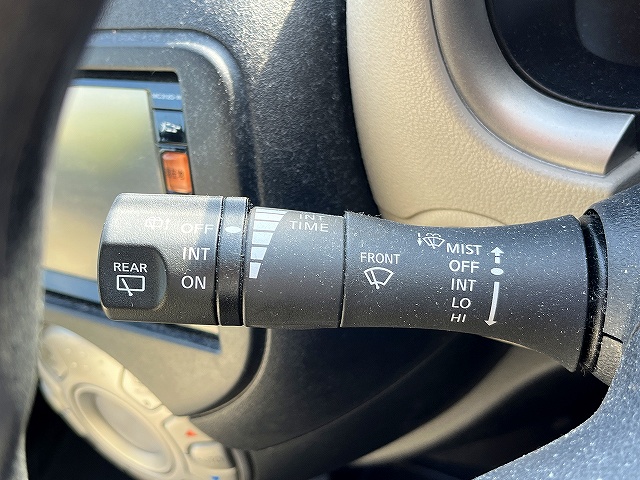 OFF
INT
ON
REAR
INT
TIME
FRONT
MIST
OFF
INT
LO
HI